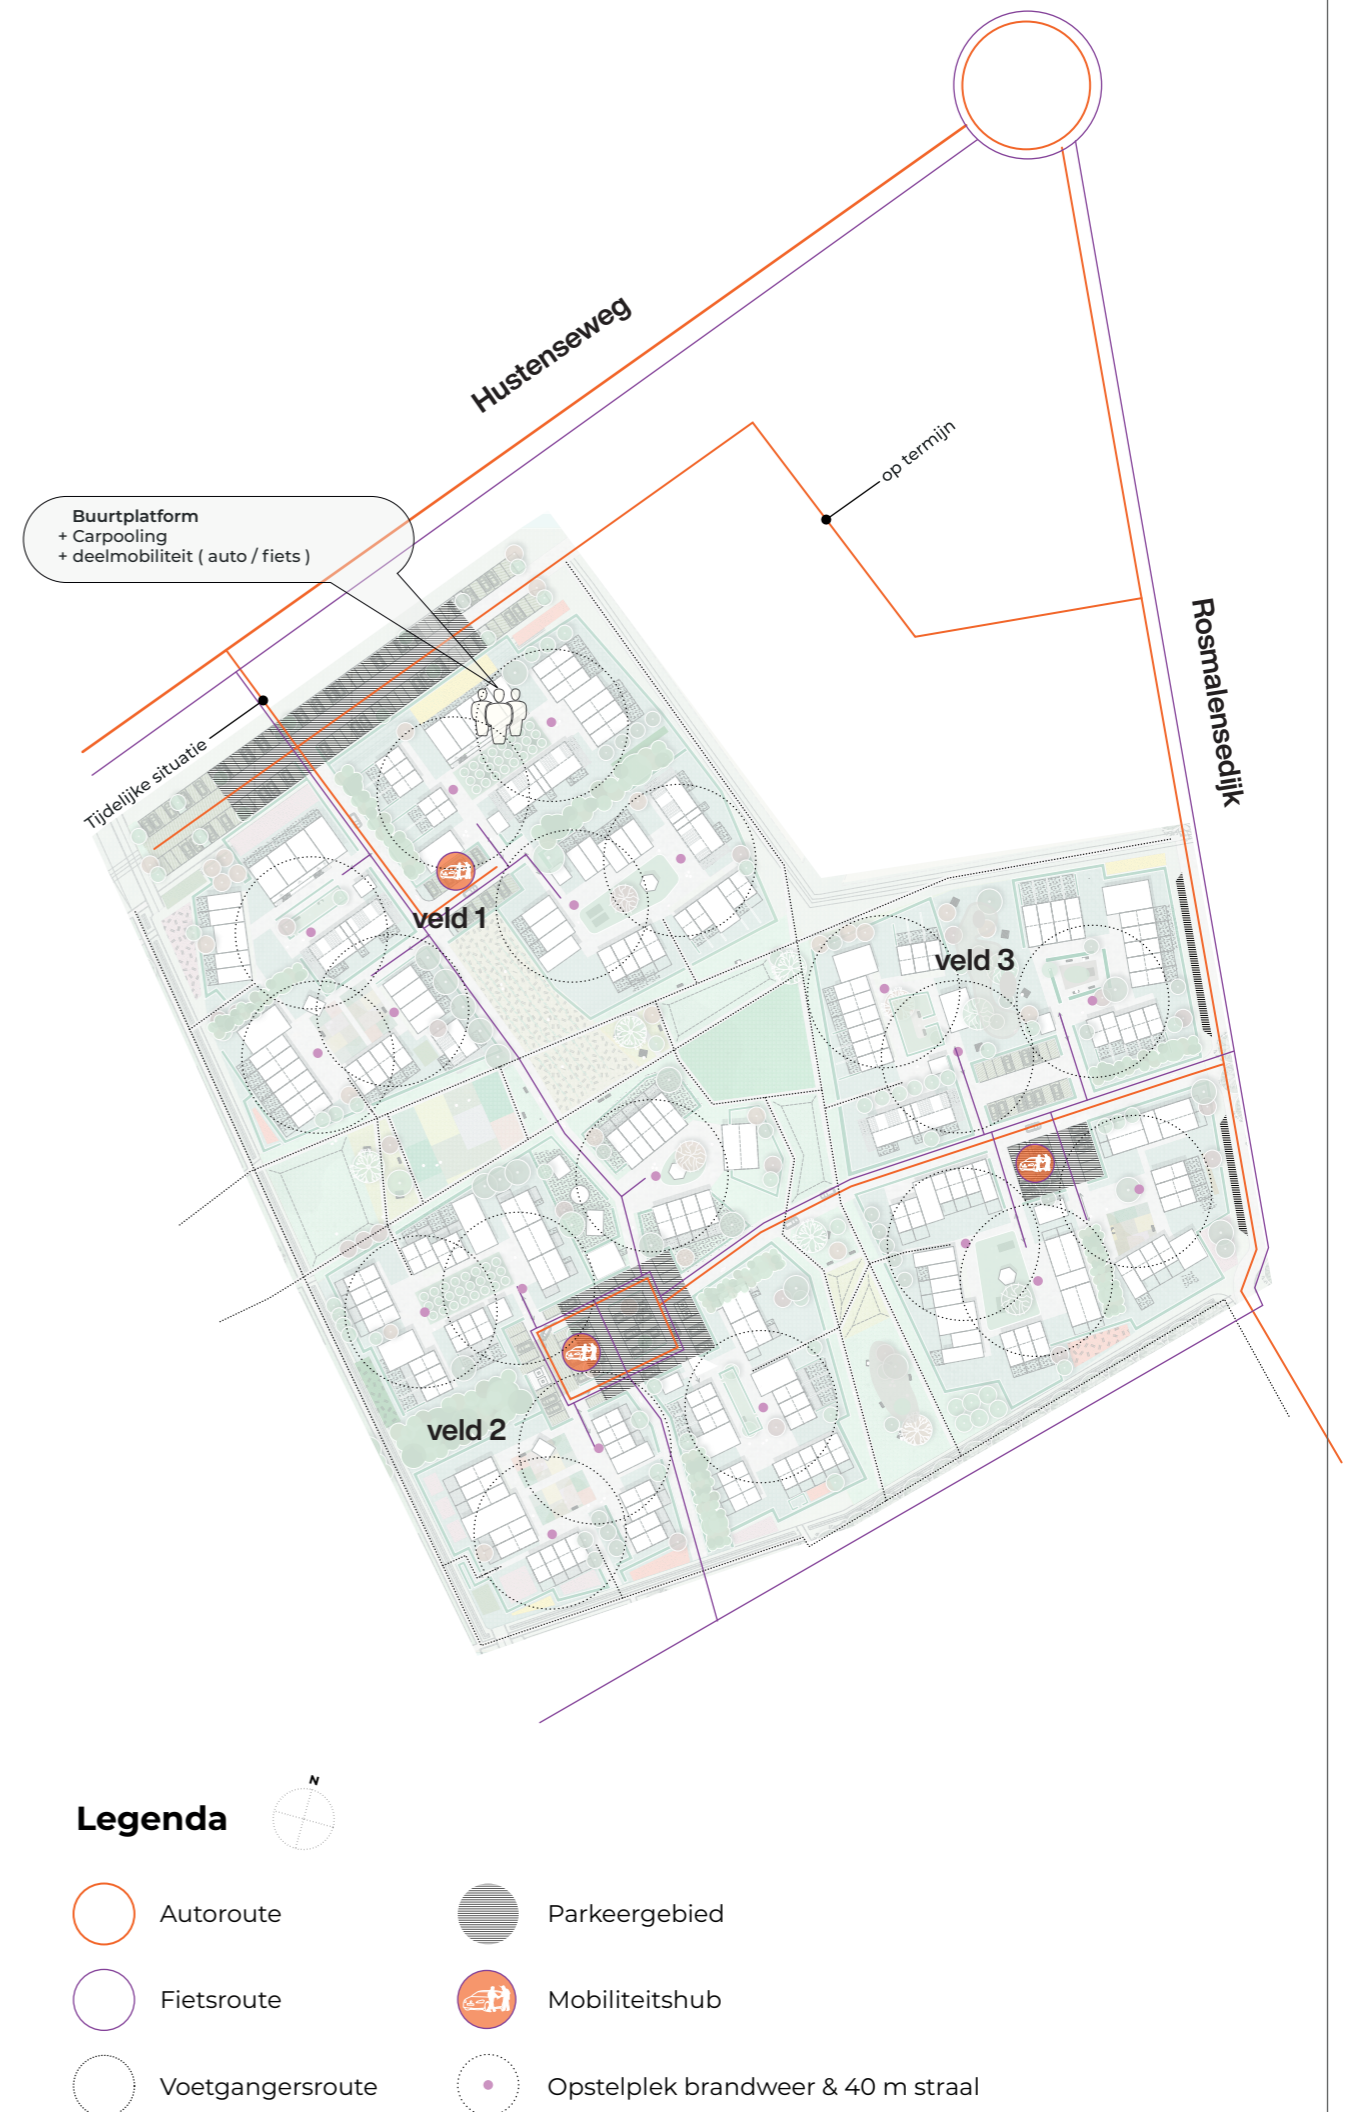 Hustenseweg
op termijn
Buurtplatform
+ Carpooling
+ deelmobiliteit ( auto / fiets )
Rosmalensedijk
Tijdelijke situatie
veld 1
veld 3
veld 2
N
Legenda
Autoroute
Parkeergebied
Fietsroute
Mobiliteitshub
Voetgangersroute
Opstelplek brandweer & 40 m straal